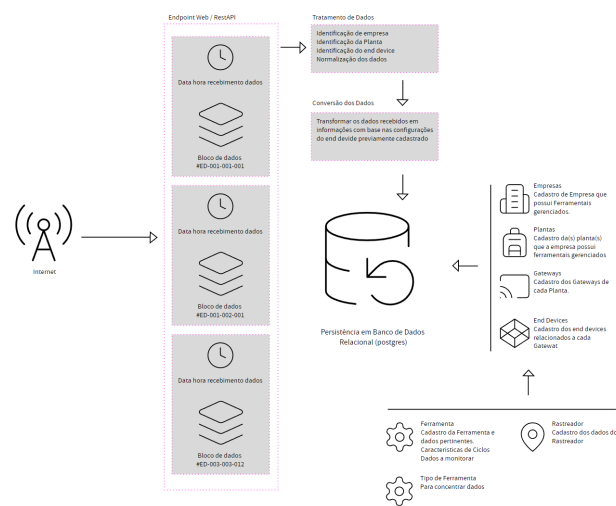 Endpoint Web / RestAPI
Data hora recebimento dados
Bloco de dados
#ED-001-001-001
Data hora recebimento dados
Bloco de dados
#ED-001-002-001
Data hora recebimento dados
Bloco de dados
#ED-003-003-012
Internet
Tratamento de Dados
Identificação de empresa
Identificação da Planta
Identificação do end device
Normalização dos dados
Conversão dos Dados
Transformar os dados recebidos em
informações com base nas configurações
do end devide previamente cadastrado
Persistência em Banco de Dados
Relacional (postgres)
Empresas
Cadastro de Empresa que
possui Ferramentais
gerenciados.
Plantas
Cadastro da(s) planta(s)
que a empresa possui
ferramentais gerenciados
Gateways
Cadastro dos Gateways de
cada Planta.
End Devices
Cadastro dos end devices
relacionados a cada
Gatewat
Ferramenta
Cadastro da Ferramenta e
dados pertinentes.
Caracteristicas de Ciclos
Dados a monitorar
Tipo de Ferramenta
Para concentrar dados
Rastreador
Cadastro dos dados do
Rastreador